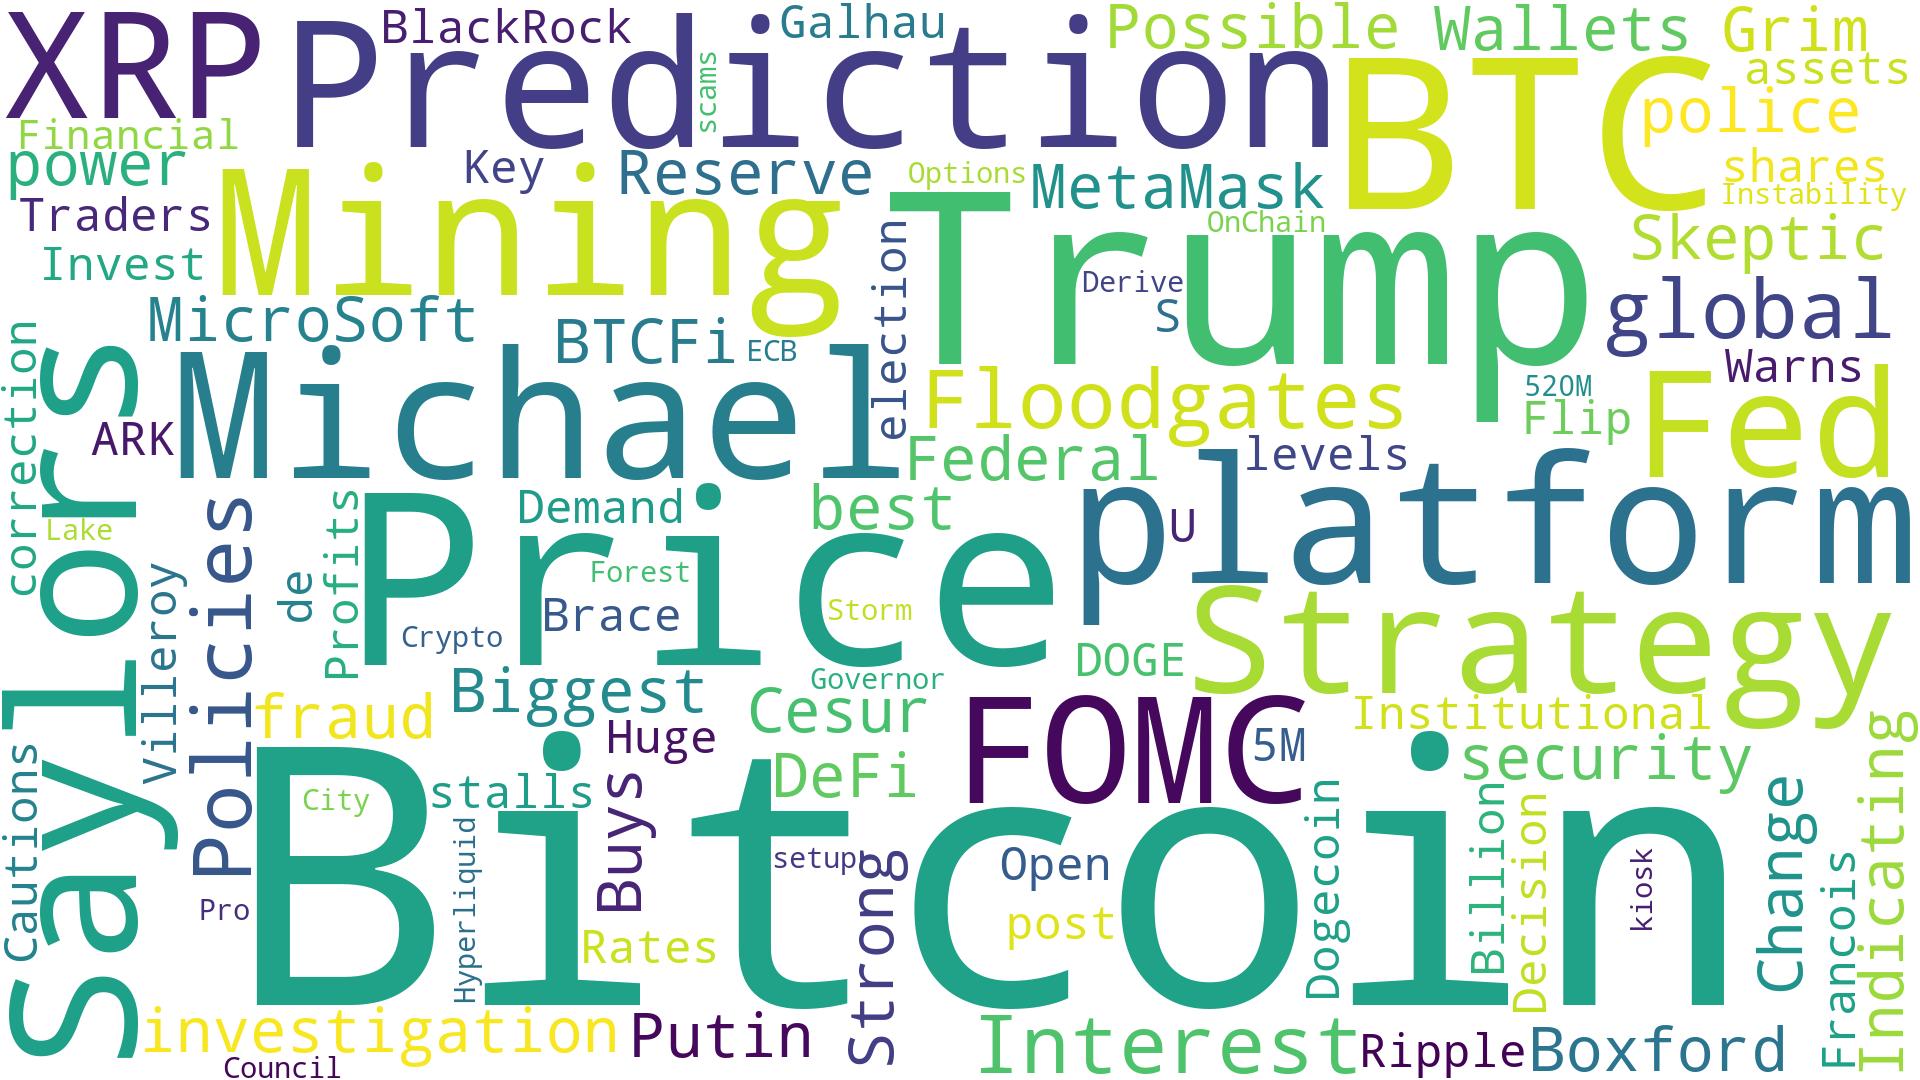 XRP
Prediction
BlackRock
Galhau
Possible
Wallets
Grim
assets
scams
BTC
police
Financial
power
Key
Reserve
Options
MetaMask
shares
Instability
Traders
Mining
Trump
OnChain
Skeptic
Invest
election
Derive
S
global
MicroSoft
BTCFi
ECB
Warns
correction
Saylors
Michael
Floodgates
520M
Flip
Fed
ARK
Federal
levels
Policies
Profits
Price
Demand
best
platform
U
Lake
Villeroy
de
Forest
Crypto
Brace
Storm
Strategy
Governor
DOGE
fraud
Biggest
Cesur
FOMC
Institutional
Indicating
Huge
5M
Cautions
Bitcoin
City
stalls
Buys
DeFi
security
Change
Hyperliquid
setup
Strong
Open
Dogecoin
Billion
Decision
kiosk
Francois
Pro
Rates
post
investigation
Putin
Interest
Ripple
Boxford
Council